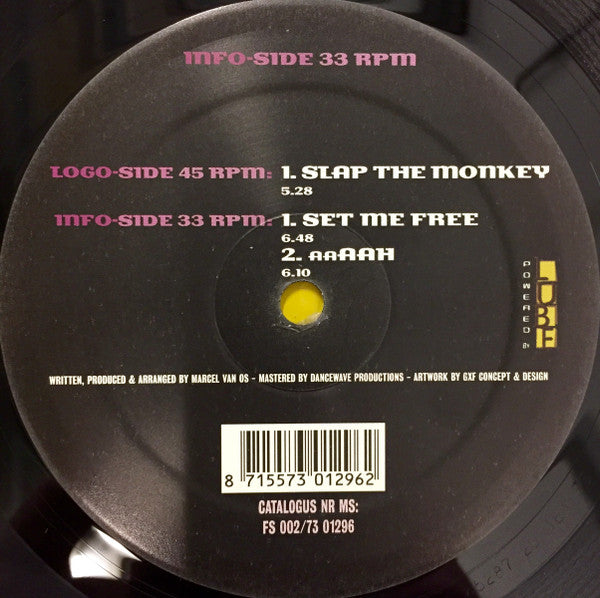 INFO-SIDE 33 RPM
LOGO-SIDE 45 RPM: 1. SLAP THE MONKEY
5.28
INFO-SIDE 33 RPM: 1. SET ME FREE
6.48
2. aaAAH
6.10
POWERED BY
LUBE
WRITTEN, PRODUCED & ARRANGED BY MARCEL VAN OS - MASTERED BY DANCEWAVE PRODUCTIONS - ARTWORK BY GXF CONCEPT & DESIGN
8 715573 012962
CATALOGUS NR MS:
FS 002/73 01296